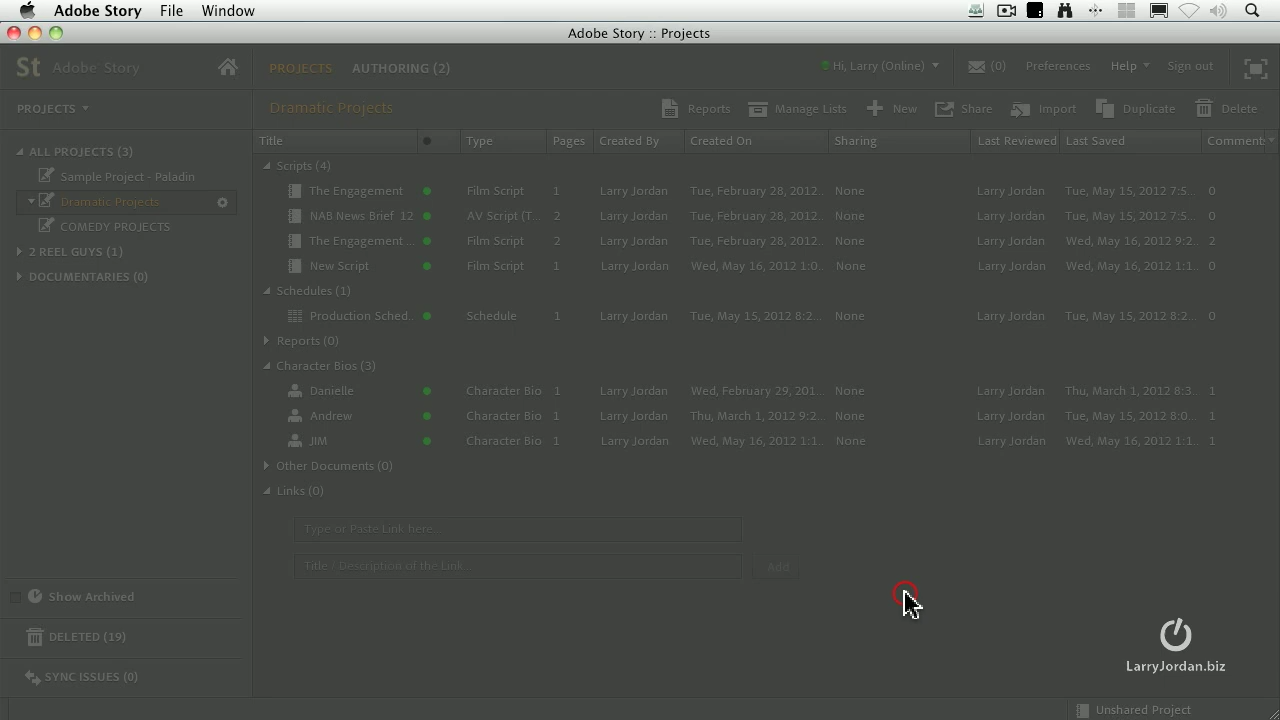 Adobe Story File Window
Adobe Story :: Projects
St Adobe Story PROJECTS AUTHORING (2) Hi, Larry (Online) (0) Preferences Help Sign out
PROJECTS Dramatic Projects Reports Manage Lists New Share Import Duplicate Delete
Title Type Pages Created By Created On Sharing Last Reviewed Last Saved Comment
ALL PROJECTS (3)
Sample Project - Paladin
Dramatic Projects
COMEDY PROJECTS
2 REEL GUYS (1)
DOCUMENTARIES (0)
Scripts (4)
The Engagement Film Script 1 Larry Jordan Tue, February 28, 2012.. None Larry Jordan Tue, May 15, 2012 7:5... 0
NAB News Brief 12 AV Script (T... 2 Larry Jordan Tue, February 28, 2012.. None Larry Jordan Tue, May 15, 2012 7:5... 0
The Engagement ... Film Script 2 Larry Jordan Tue, February 28, 2012.. None Larry Jordan Wed, May 16, 2012 9:2.. 2
New Script Film Script 1 Larry Jordan Wed, May 16, 2012 1:0.. None Larry Jordan Wed, May 16, 2012 1:1.. 0
Schedules (1)
Production Sched.. Schedule 1 Larry Jordan Tue, May 15, 2012 8:2... None Larry Jordan Tue, May 15, 2012 8:2... 0
Reports (0)
Character Bios (3)
Danielle Character Bio 1 Larry Jordan Wed, February 29, 201.. None Larry Jordan Thu, March 1, 2012 8:3.. 1
Andrew Character Bio 1 Larry Jordan Thu, March 1, 2012 9:2.. None Larry Jordan Tue, May 15, 2012 8:0... 1
JIM Character Bio 1 Larry Jordan Wed, May 16, 2012 1:1.. None Larry Jordan Wed, May 16, 2012 1:1.. 1
Other Documents (0)
Links (0)
Type or Paste Link here...
Title / Description of the Link... Add
Show Archived
DELETED (19)
SYNC ISSUES (0)
LarryJordan.biz
Unshared Project